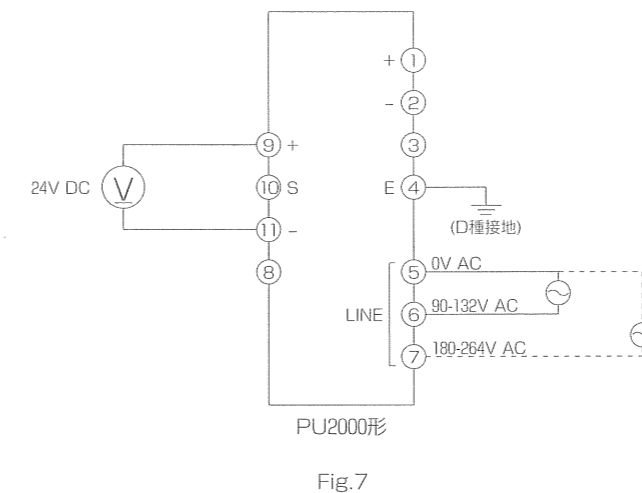 + ①
- ②
⑨ +
③
24V DC
V
⑩ S
E ④
(D種接地)
⑪ -
⑧
⑤ 0V AC
LINE
⑥ 90-132V AC
⑦ 180-264V AC
PU2000形
Fig.7